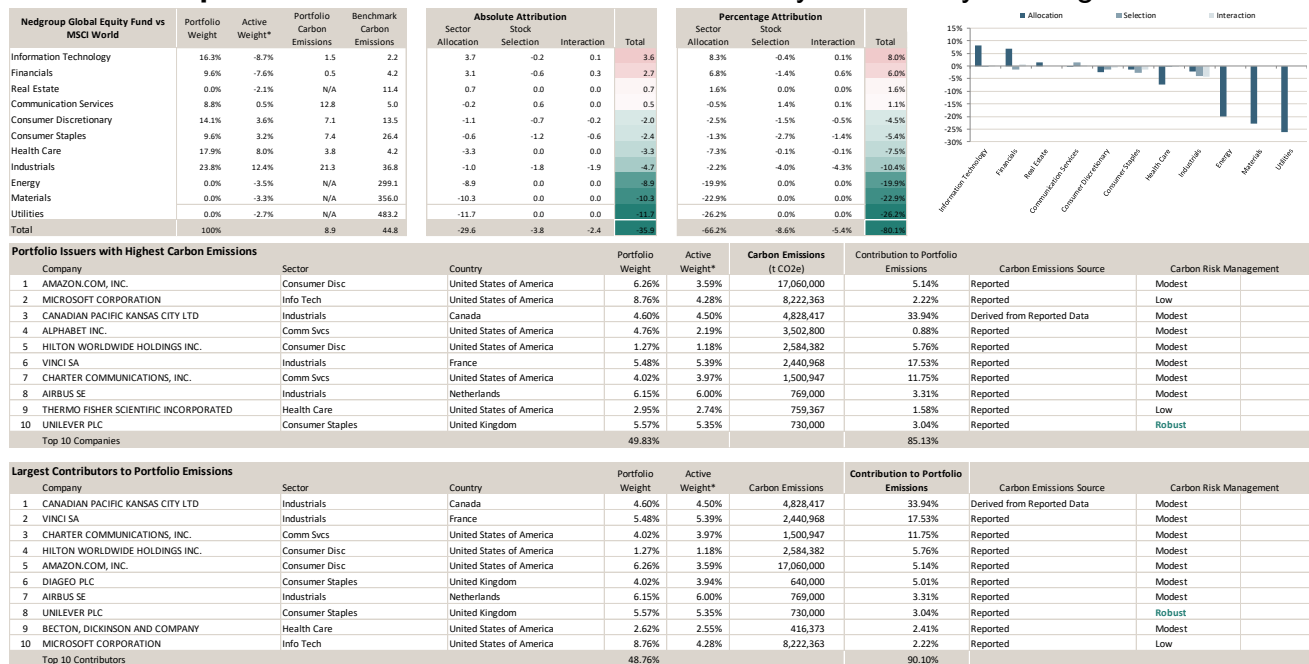 Nedgroup Global Equity Fund vs MSCI World | Portfolio Weight | Active Weight* | Portfolio Carbon Emissions | Benchmark Carbon Emissions
Information Technology 16.3% -8.7% 1.5 2.2
Financials 9.6% -7.6% 0.5 4.2
Real Estate 0.0% -2.1% N/A 11.4
Communication Services 8.8% 0.5% 12.8 5.0
Consumer Discretionary 14.1% 3.6% 7.1 13.5
Consumer Staples 9.6% 3.2% 7.4 26.4
Health Care 17.9% 8.0% 3.8 4.2
Industrials 23.8% 12.4% 21.3 36.8
Energy 0.0% -3.5% N/A 299.1
Materials 0.0% -3.3% N/A 356.0
Utilities 0.0% -2.7% N/A 483.2
Total 100% 8.9 44.8
Absolute Attribution
Sector Allocation | Stock Selection | Interaction | Total
3.7 -0.2 0.1 3.6
3.1 -0.6 0.3 2.7
0.7 0.0 0.0 0.7
-0.2 0.6 0.0 0.5
-1.1 -0.7 -0.2 -2.0
-0.6 -1.2 -0.6 -2.4
-3.3 0.0 0.0 -3.3
-1.0 -1.8 -1.9 -4.7
-8.9 0.0 0.0 -8.9
-10.3 0.0 0.0 -10.3
-11.7 0.0 0.0 -11.7
-29.6 -3.8 -2.4 -35.9
Percentage Attribution
Sector Allocation | Stock Selection | Interaction | Total
8.3% -0.4% 0.1% 8.0%
6.8% -1.4% 0.6% 6.0%
1.6% 0.0% 0.0% 1.6%
-0.5% 1.4% 0.1% 1.1%
-2.5% -1.5% -0.5% -4.5%
-1.3% -2.7% -1.4% -5.4%
-7.3% -0.1% -0.1% -7.5%
-2.2% -4.0% -4.3% -10.4%
-19.9% 0.0% 0.0% -19.9%
-22.9% 0.0% 0.0% -22.9%
-26.2% 0.0% 0.0% -26.2%
-66.2% -8.6% -5.4% -80.1%
Allocation Selection Interaction
15%
10%
5%
0%
-5%
-10%
-15%
-20%
-25%
-30%
Information Technology
Financials
Real Estate
Communication Services
Consumer Discretionary
Consumer Staples
Health Care
Industrials
Energy
Materials
Utilities
Portfolio Issuers with Highest Carbon Emissions
Company | Sector | Country | Portfolio Weight | Active Weight* | Carbon Emissions (t CO2e) | Contribution to Portfolio Emissions | Carbon Emissions Source | Carbon Risk Management
1 AMAZON.COM, INC. Consumer Disc United States of America 6.26% 3.59% 17,060,000 5.14% Reported Modest
2 MICROSOFT CORPORATION Info Tech United States of America 8.76% 4.28% 8,222,363 2.22% Reported Low
3 CANADIAN PACIFIC KANSAS CITY LTD Industrials Canada 4.60% 4.50% 4,828,417 33.94% Derived from Reported Data Modest
4 ALPHABET INC. Comm Svcs United States of America 4.76% 2.19% 3,502,800 0.88% Reported Modest
5 HILTON WORLDWIDE HOLDINGS INC. Consumer Disc United States of America 1.27% 1.18% 2,584,382 5.76% Reported Modest
6 VINCI SA Industrials France 5.48% 5.39% 2,440,968 17.53% Reported Modest
7 CHARTER COMMUNICATIONS, INC. Comm Svcs United States of America 4.02% 3.97% 1,500,947 11.75% Reported Modest
8 AIRBUS SE Industrials Netherlands 6.15% 6.00% 769,000 3.31% Reported Modest
9 THERMO FISHER SCIENTIFIC INCORPORATED Health Care United States of America 2.95% 2.74% 759,367 1.58% Reported Low
10 UNILEVER PLC Consumer Staples United Kingdom 5.57% 5.35% 730,000 3.04% Reported Robust
Top 10 Companies 49.83% 85.13%
Largest Contributors to Portfolio Emissions
Company | Sector | Country | Portfolio Weight | Active Weight* | Carbon Emissions | Contribution to Portfolio Emissions | Carbon Emissions Source | Carbon Risk Management
1 CANADIAN PACIFIC KANSAS CITY LTD Industrials Canada 4.60% 4.50% 4,828,417 33.94% Derived from Reported Data Modest
2 VINCI SA Industrials France 5.48% 5.39% 2,440,968 17.53% Reported Modest
3 CHARTER COMMUNICATIONS, INC. Comm Svcs United States of America 4.02% 3.97% 1,500,947 11.75% Reported Modest
4 HILTON WORLDWIDE HOLDINGS INC. Consumer Disc United States of America 1.27% 1.18% 2,584,382 5.76% Reported Modest
5 AMAZON.COM, INC. Consumer Disc United States of America 6.26% 3.59% 17,060,000 5.14% Reported Modest
6 DIAGEO PLC Consumer Staples United Kingdom 4.02% 3.94% 640,000 5.01% Reported Modest
7 AIRBUS SE Industrials Netherlands 6.15% 6.00% 769,000 3.31% Reported Modest
8 UNILEVER PLC Consumer Staples United Kingdom 5.57% 5.35% 730,000 3.04% Reported Robust
9 BECTON, DICKINSON AND COMPANY Health Care United States of America 2.62% 2.55% 416,373 2.41% Reported Modest
10 MICROSOFT CORPORATION Info Tech United States of America 8.76% 4.28% 8,222,363 2.22% Reported Low
Top 10 Contributors 48.76% 90.10%